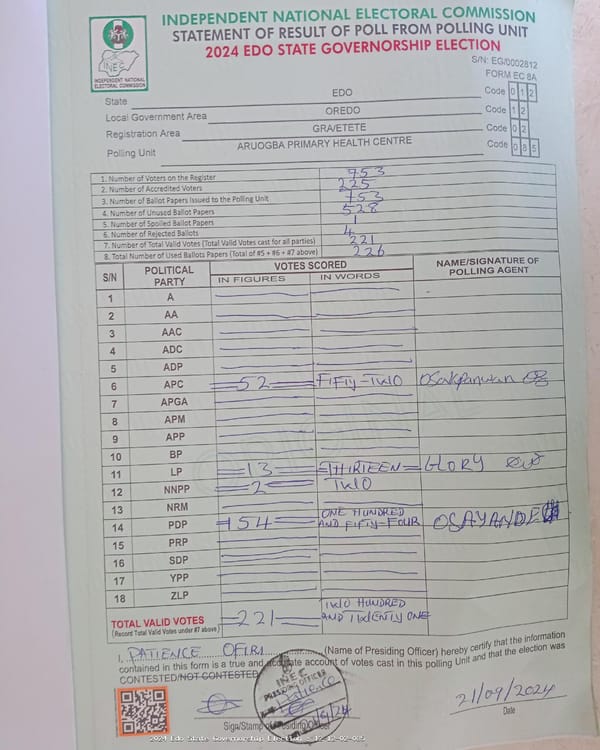 INDEPENDENT NATIONAL ELECTORAL COMMISSION
STATEMENT OF RESULT OF POLL FROM POLLING UNIT
2024 EDO STATE GOVERNORSHIP ELECTION
INEC
INDEPENDENT NATIONAL
ELECTORAL COMMISSION
S/N: EG/0002812
FORM EC 8A
State EDO Code 0 1 2
Local Government Area OREDO Code 1 2
Registration Area GRA/ETETE Code 0 2
Polling Unit ARUOGBA PRIMARY HEALTH CENTRE Code 0 8 5
1. Number of Voters on the Register 753
2. Number of Accredited Voters 225
3. Number of Ballot Papers Issued to the Polling Unit 753
4. Number of Unused Ballot Papers 528
5. Number of Spoiled Ballot Papers 1
6. Number of Rejected Ballots 4
7. Number of Total Valid Votes (Total Valid Votes cast for all parties) 221
8. Total Number of Used Ballots Papers (Total of #5 + #6 + #7 above) 226
S/N POLITICAL PARTY VOTES SCORED NAME/SIGNATURE OF POLLING AGENT
IN FIGURES IN WORDS
1 A
2 AA
3 AAC
4 ADC
5 ADP
6 APC 52 FIFTY-TWO
7 APGA
8 APM
9 APP
10 BP
11 LP 13 THIRTEEN GLORY
12 NNPP 2 TWO
13 NRM
14 PDP 154 ONE HUNDRED AND FIFTY-FOUR OSAYANDE
15 PRP
16 SDP
17 YPP
18 ZLP
TOTAL VALID VOTES 221 TWO HUNDRED AND TWENTY ONE
(Record Total Valid Votes under #7 above)
I, PATIENCE OFIRI (Name of Presiding Officer) hereby certify that the information
contained in this form is a true and accurate account of votes cast in this polling Unit and that the election was
CONTESTED/NOT CONTESTED
INEC
PRESIDING OFFICER
Sign/Stamp of Presiding Officer
21/09/2024
Date
2024 Edo State Governorship Election - 12-12-02-085